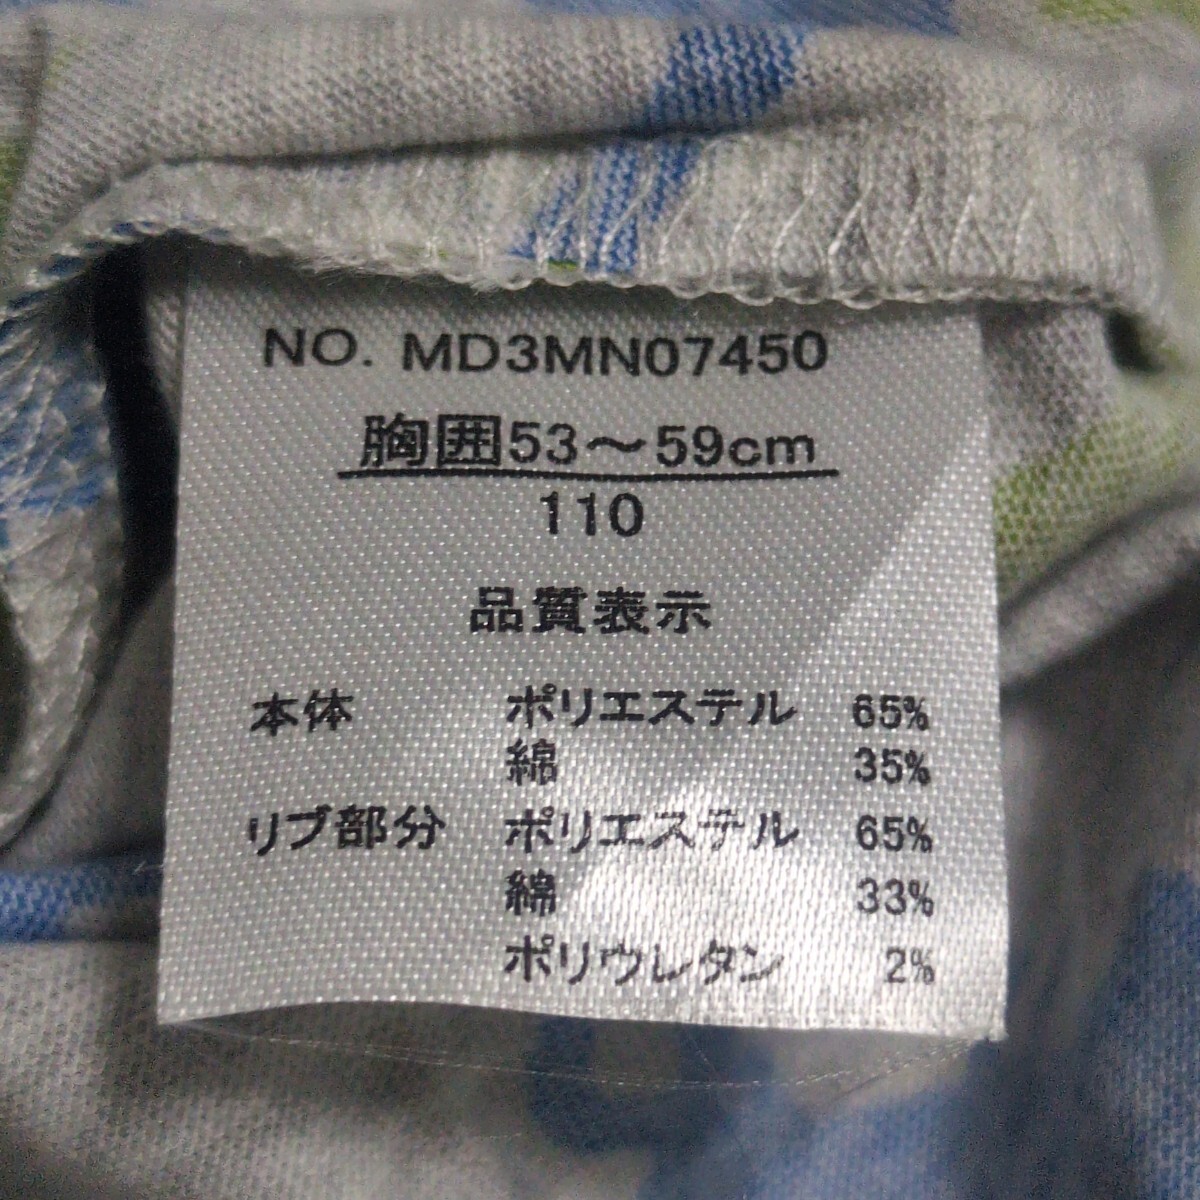 NO. MD3MN07450
胸囲53～59cm
110
品質表示
本体 ポリエステル 65%
綿 35%
リブ部分 ポリエステル 65%
綿 33%
ポリウレタン 2%